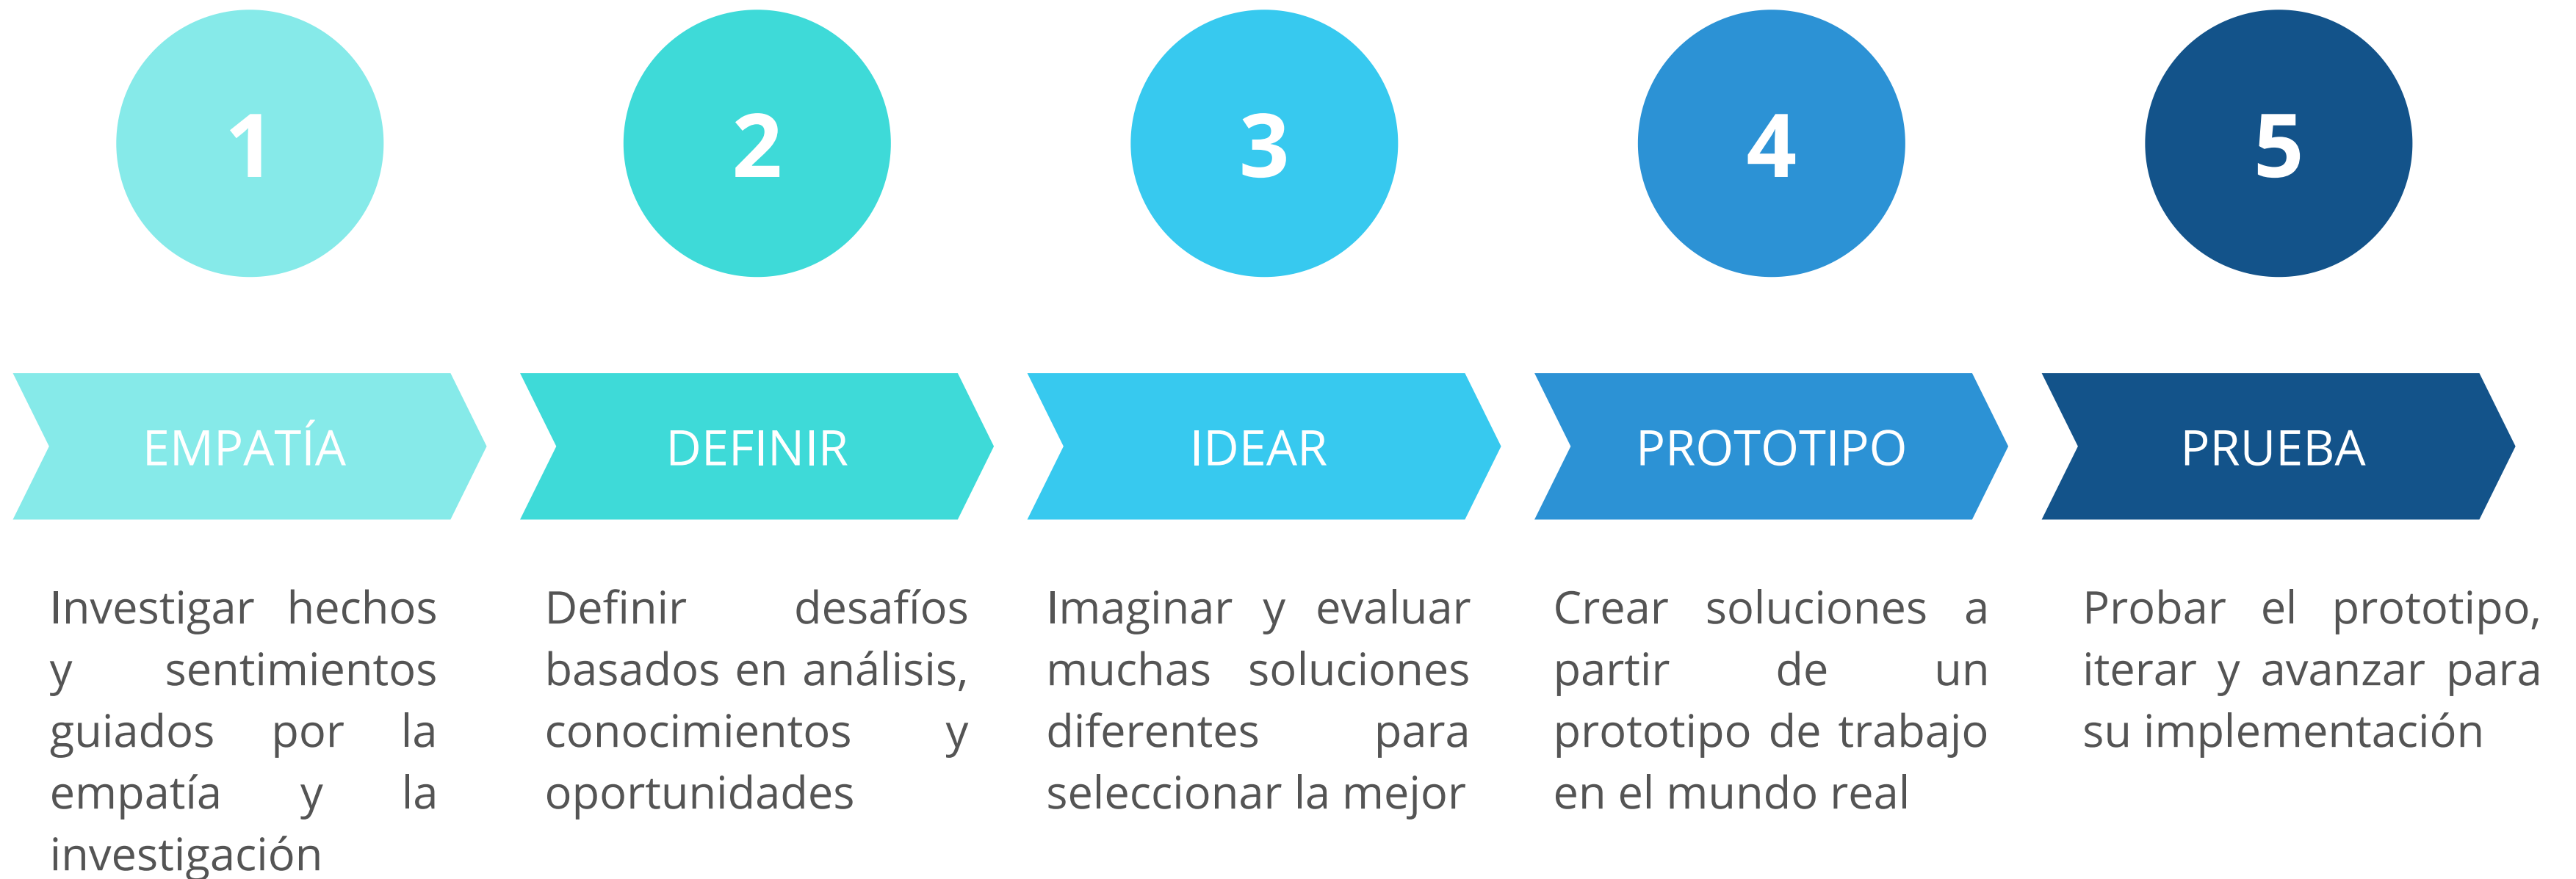 1
2
3
4
5
EMPATÍA
DEFINIR
IDEAR
PROTOTIPO
PRUEBA
Investigar hechos
y sentimientos
guiados por la
empatía y la
investigación
Definir desafíos
basados en análisis,
conocimientos y
oportunidades
Imaginar y evaluar
muchas soluciones
diferentes para
seleccionar la mejor
Crear soluciones a
partir de un
prototipo de trabajo
en el mundo real
Probar el prototipo,
iterar y avanzar para
su implementación